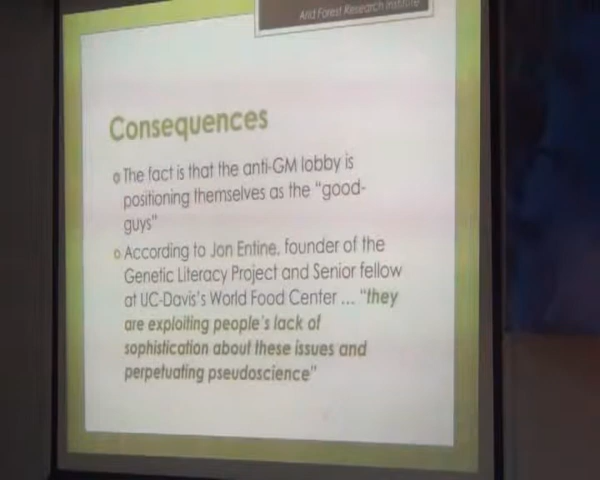 And Forest Research Institute
Consequences
The fact is that the anti-GM lobby is
positioning themselves as the "good-
guys"
According to Jon Entine, founder of the
Genetic Literacy Project and Senior fellow
at UC-Davis's World Food Center ... "they
are exploiting people's lack of
sophistication about these issues and
perpetuating pseudoscience"